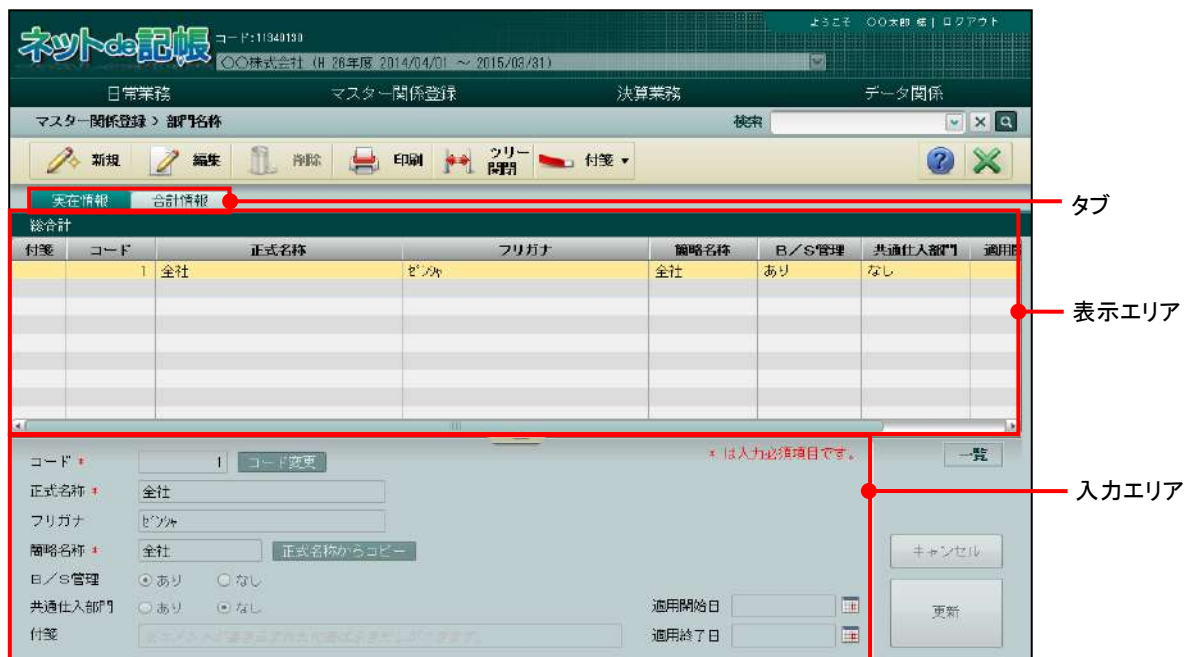 ようこそ 〇〇太郎 様 | ログアウト
ネットde記帳 コード:11340130
〇〇株式会社 (H 26年度 2014/04/01 ～ 2015/03/31)
日常業務 マスター関係登録 決算業務 データ関係
マスター関係登録 > 部門名称 検索
新規 編集 削除 印刷 ツリー開閉 付箋
実在情報 合計情報
タブ
総合計
付箋 コード 正式名称 フリガナ 簡略名称 B/S管理 共通仕入部門
1 全社 ｾﾞﾝｼｬ 全社 あり なし
表示エリア
* は入力必須項目です。 一覧
コード * 1 コード変更
正式名称 * 全社
入力エリア
フリガナ ｾﾞﾝｼｬ
簡略名称 * 全社 正式名称からコピー
キャンセル
B/S管理 あり なし
共通仕入部門 あり なし 適用開始日
更新
付箋 適用終了日